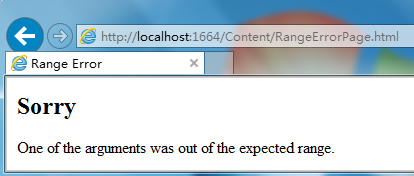 http://localhost:1664/Content/RangeErrorPage.html
Range Error
Sorry
One of the arguments was out of the expected range.